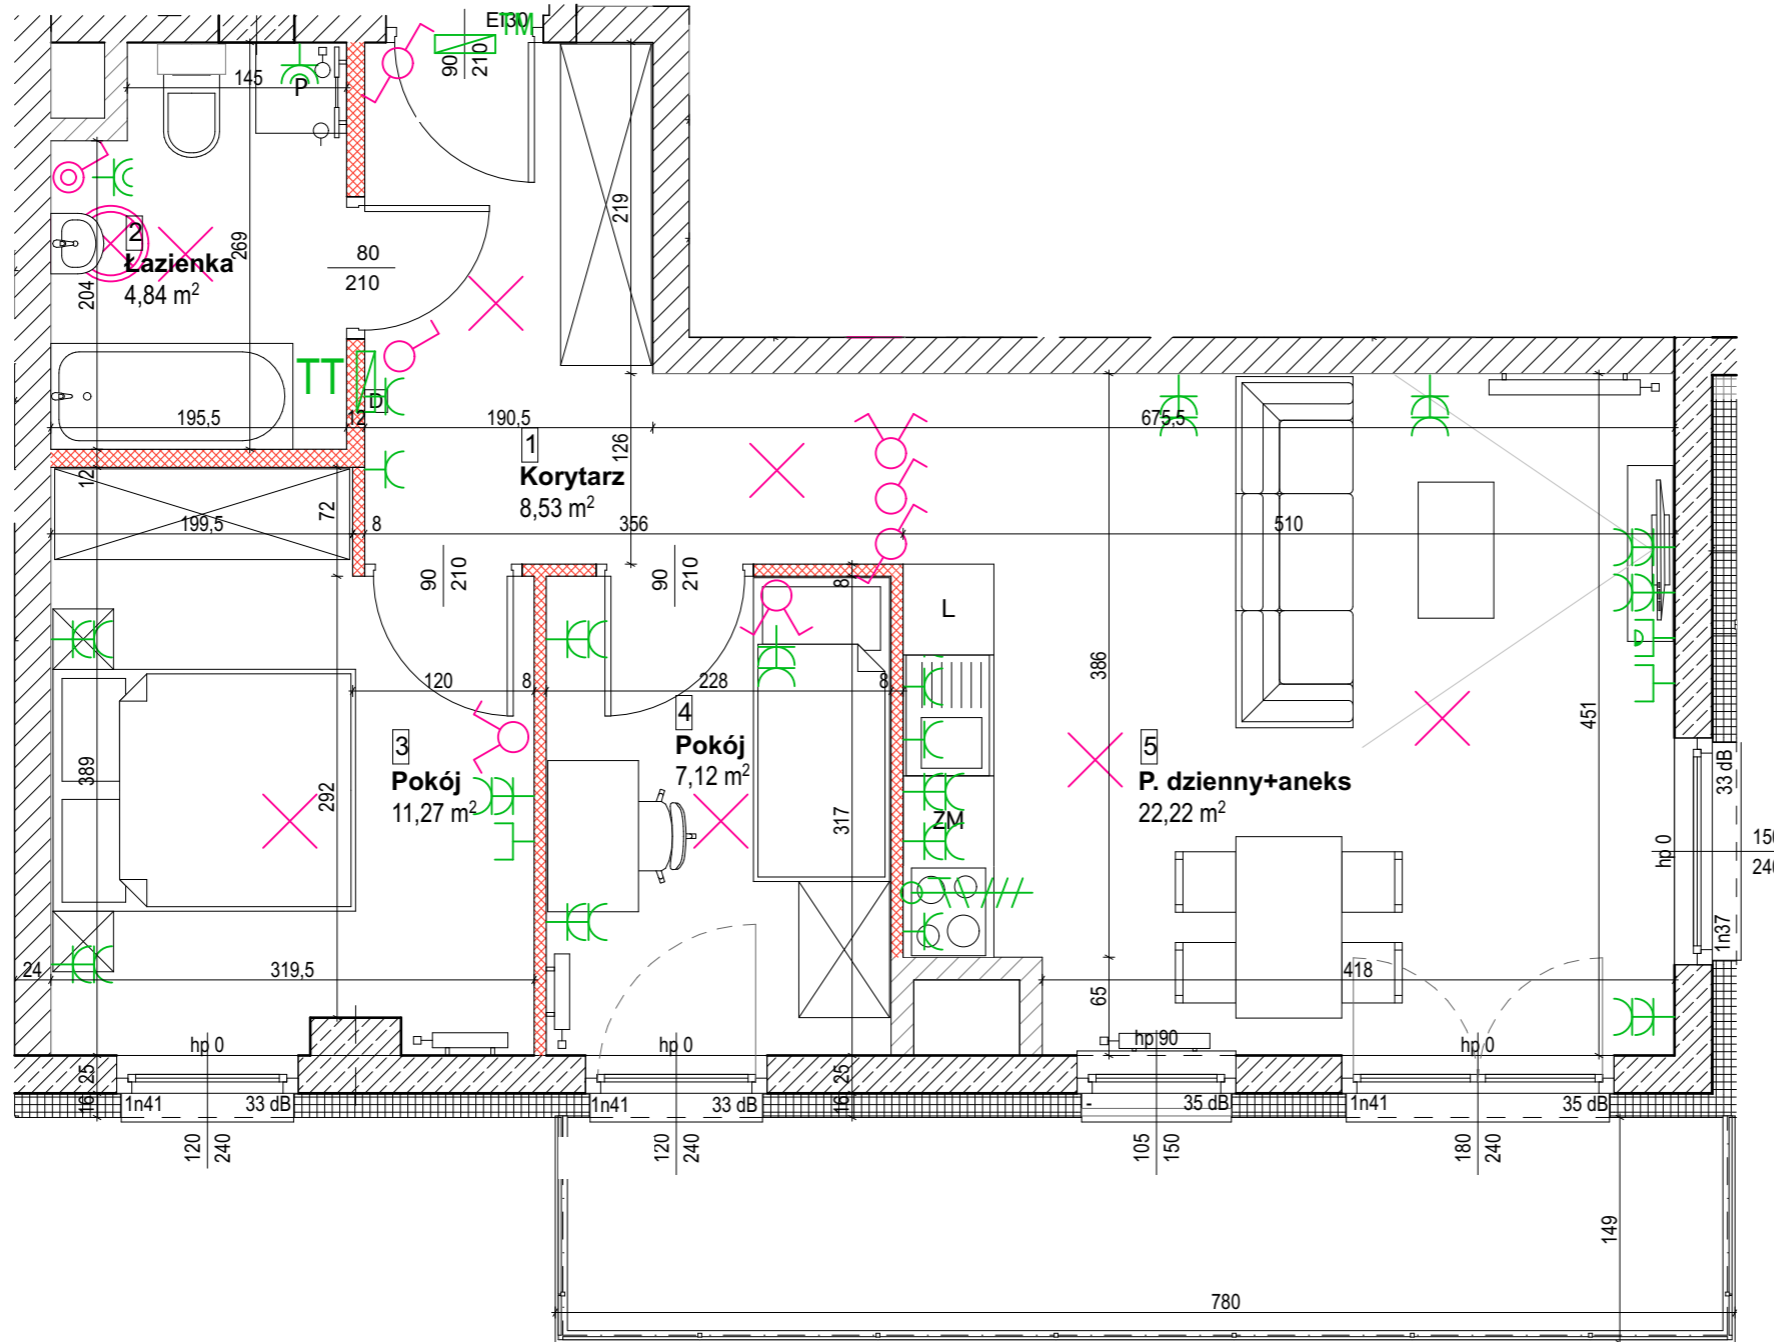 EI30
TM
90
210
145
P
219
2
Łazienka
4,84 m²
269
204
80
210
TT
D
195,5
12
190,5
675,5
1
Korytarz
8,53 m²
126
12
72
199,5
8
356
510
90
210
90
210
8
L
D
120
8
228
8
386
451
3
Pokój
11,27 m²
4
Pokój
7,12 m²
5
P. dzienny+aneks
22,22 m²
389
292
317
ZM
33 dB
hp 0
1n37
150
24
319,5
65
418
hp 0
hp 0
hp 90
hp 0
25
16
25
16
1n41
33 dB
1n41
33 dB
-
35 dB
1n41
35 dB
120
240
120
240
105
150
180
240
149
780